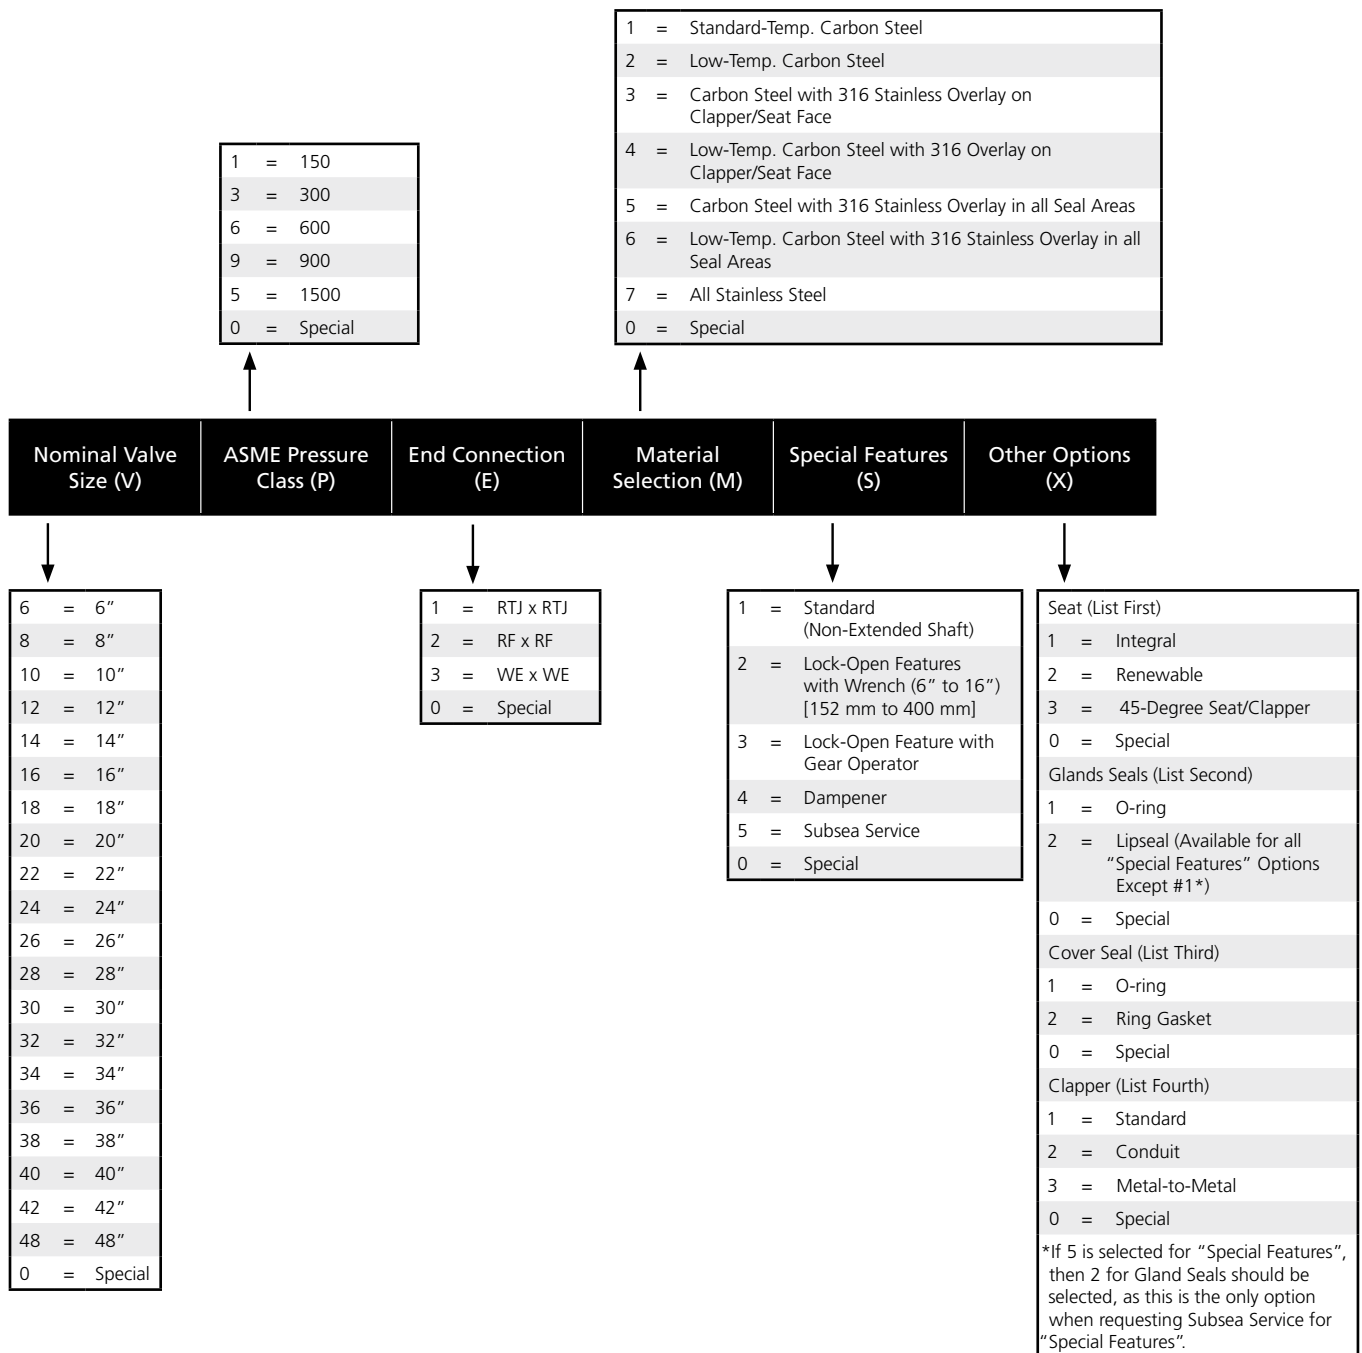 1 = Standard-Temp. Carbon Steel
2 = Low-Temp. Carbon Steel
3 = Carbon Steel with 316 Stainless Overlay on
Clapper/Seat Face
4 = Low-Temp. Carbon Steel with 316 Overlay on
Clapper/Seat Face
5 = Carbon Steel with 316 Stainless Overlay in all Seal Areas
6 = Low-Temp. Carbon Steel with 316 Stainless Overlay in all
Seal Areas
7 = All Stainless Steel
0 = Special
1 = 150
3 = 300
6 = 600
9 = 900
5 = 1500
0 = Special
Nominal Valve
Size (V)
ASME Pressure
Class (P)
End Connection
(E)
Material
Selection (M)
Special Features
(S)
Other Options
(X)
6 = 6”
8 = 8”
10 = 10”
12 = 12”
14 = 14”
16 = 16”
18 = 18”
20 = 20”
22 = 22”
24 = 24”
26 = 26”
28 = 28”
30 = 30”
32 = 32”
34 = 34”
36 = 36”
38 = 38”
40 = 40”
42 = 42”
48 = 48”
0 = Special
1 = RTJ x RTJ
2 = RF x RF
3 = WE x WE
0 = Special
1 = Standard
(Non-Extended Shaft)
2 = Lock-Open Features
with Wrench (6” to 16”)
[152 mm to 400 mm]
3 = Lock-Open Feature with
Gear Operator
4 = Dampener
5 = Subsea Service
0 = Special
Seat (List First)
1 = Integral
2 = Renewable
3 = 45-Degree Seat/Clapper
0 = Special
Glands Seals (List Second)
1 = O-ring
2 = Lipseal (Available for all
“Special Features” Options
Except #1*)
0 = Special
Cover Seal (List Third)
1 = O-ring
2 = Ring Gasket
0 = Special
Clapper (List Fourth)
1 = Standard
2 = Conduit
3 = Metal-to-Metal
0 = Special
*If 5 is selected for “Special Features”,
then 2 for Gland Seals should be
selected, as this is the only option
when requesting Subsea Service for
“Special Features”.